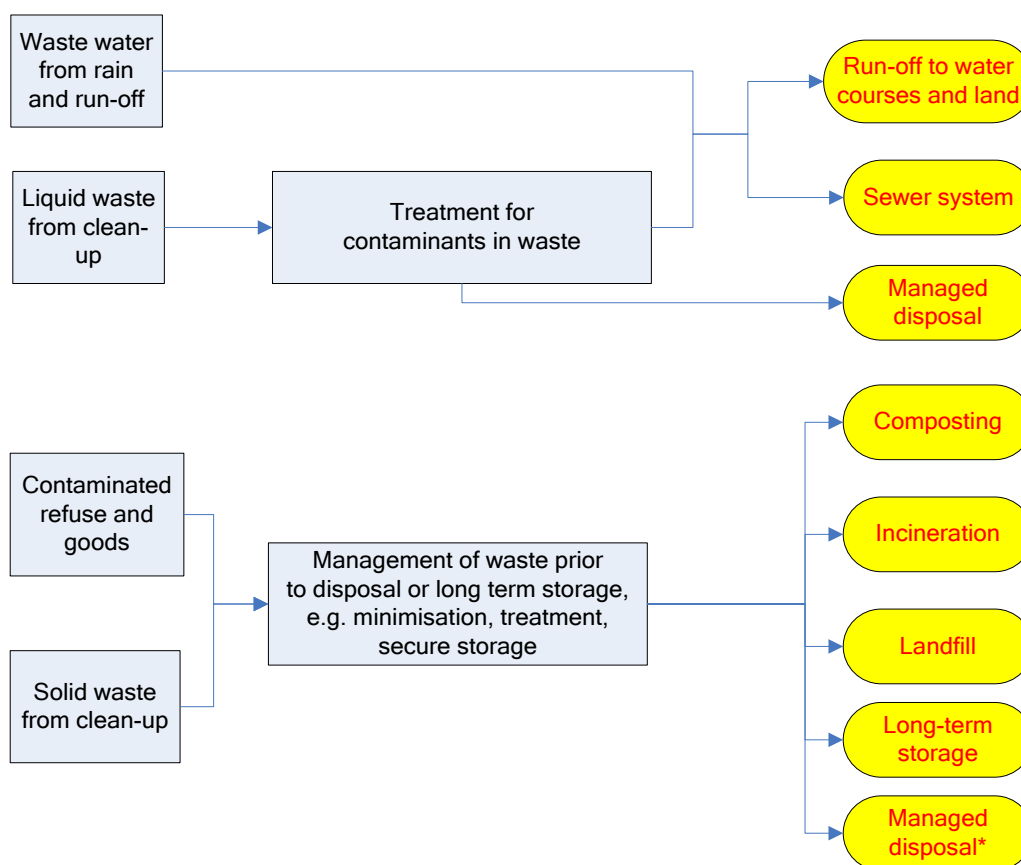 Waste water
from rain
and run-off
Run-off to water
courses and land
Liquid waste
from clean-
up
Treatment for
contaminants in waste
Sewer system
Managed
disposal
Composting
Contaminated
refuse and
goods
Incineration
Management of waste prior
to disposal or long term storage,
e.g. minimisation, treatment,
secure storage
Landfill
Solid waste
from clean-up
Long-term
storage
Managed
disposal*